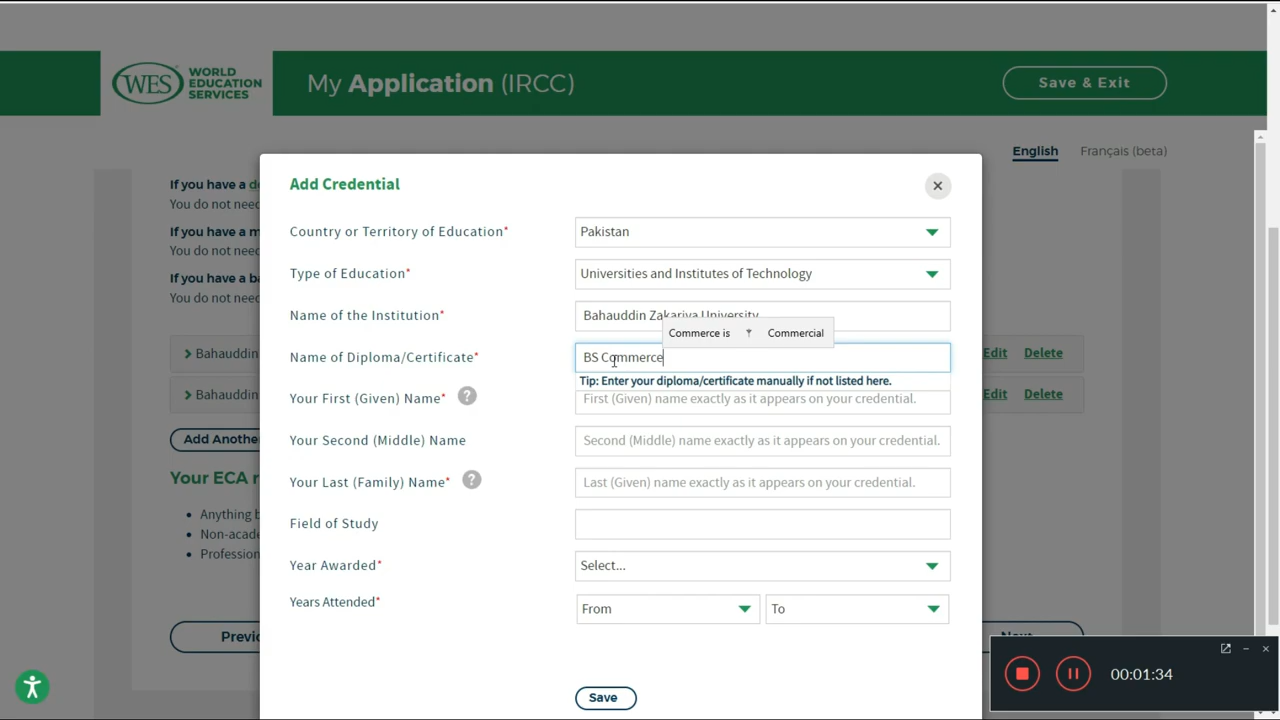 WES WORLD
EDUCATION
SERVICES
My Application (IRCC)
Save & Exit
English Français (beta)
If you have a
You do not need
If you have a
You do not need
If you have a
You do not need
Bahauddin
Edit Delete
Bahauddin
Edit Delete
Add Another
Your ECA
Anything
Non-acade
Profession
Add Credential
×
Country or Territory of Education* Pakistan
Type of Education* Universities and Institutes of Technology
Name of the Institution* Bahauddin Zakariya University
Commerce is Commercial
Name of Diploma/Certificate* BS Commerce
Tip: Enter your diploma/certificate manually if not listed here.
Your First (Given) Name* ? First (Given) name exactly as it appears on your credential.
Your Second (Middle) Name Second (Middle) name exactly as it appears on your credential.
Your Last (Family) Name* ? Last (Given) name exactly as it appears on your credential.
Field of Study
Year Awarded* Select...
Years Attended* From To
Save
00:01:34